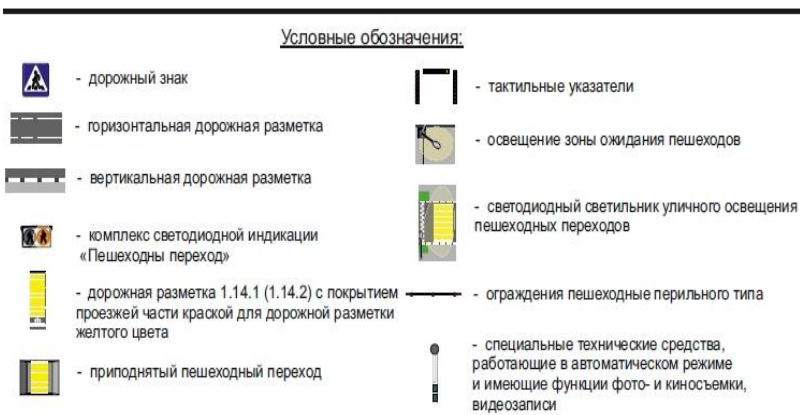 Условные обозначения:
- дорожный знак
- горизонтальная дорожная разметка
- вертикальная дорожная разметка
- комплекс светодиодной индикации
«Пешеходны переход»
- дорожная разметка 1.14.1 (1.14.2) с покрытием
проезжей части краской для дорожной разметки
желтого цвета
- приподнятый пешеходный переход
- тактильные указатели
- освещение зоны ожидания пешеходов
- светодиодный светильник уличного освещения
пешеходных переходов
- ограждения пешеходные перильного типа
- специальные технические средства,
работающие в автоматическом режиме
и имеющие функции фото- и киносъемки,
видеозаписи